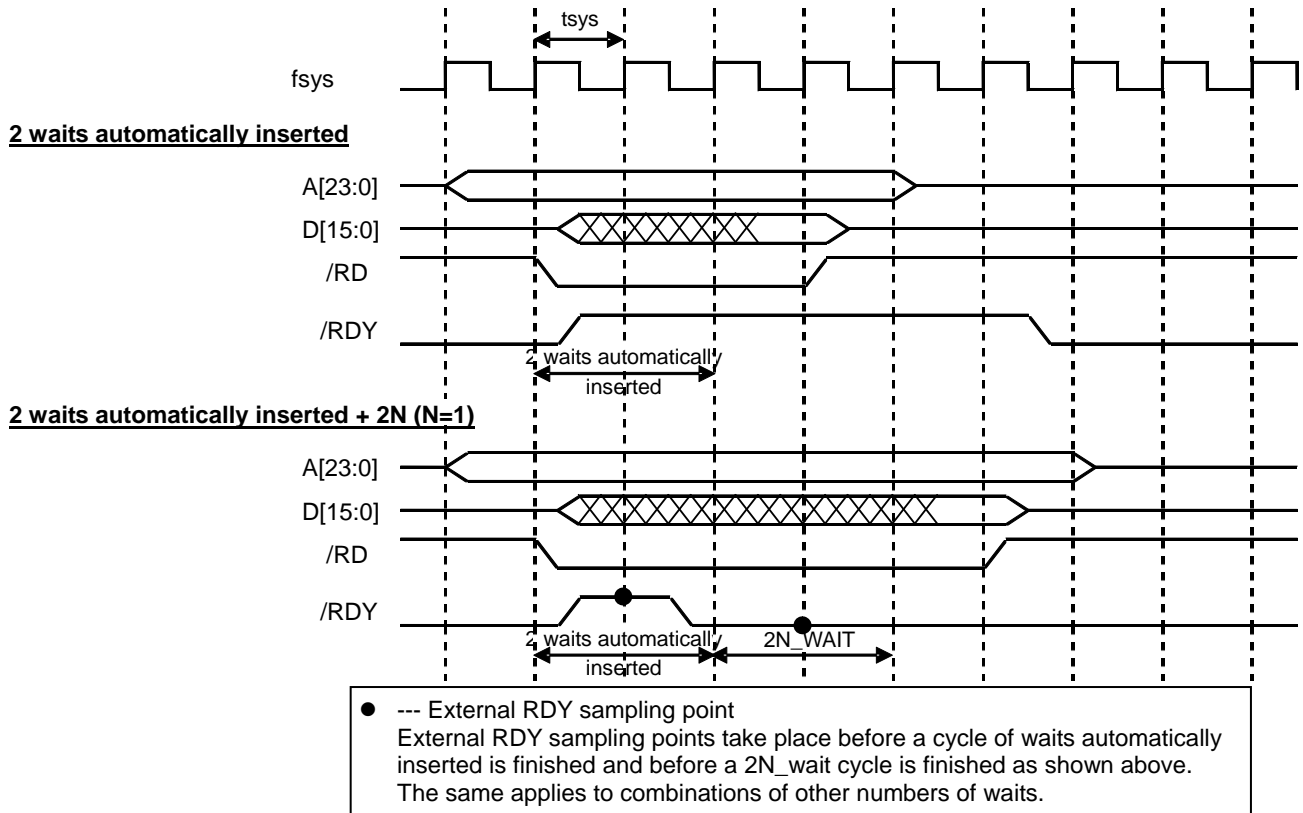 tsys
fsys
2 waits automatically inserted
A[23:0]
D[15:0]
/RD
/RDY
2 waits automatically
inserted
2 waits automatically inserted + 2N (N=1)
A[23:0]
D[15:0]
/RD
/RDY
2 waits automatically
2N_WAIT
inserted
● --- External RDY sampling point
External RDY sampling points take place before a cycle of waits automatically
inserted is finished and before a 2N_wait cycle is finished as shown above.
The same applies to combinations of other numbers of waits.